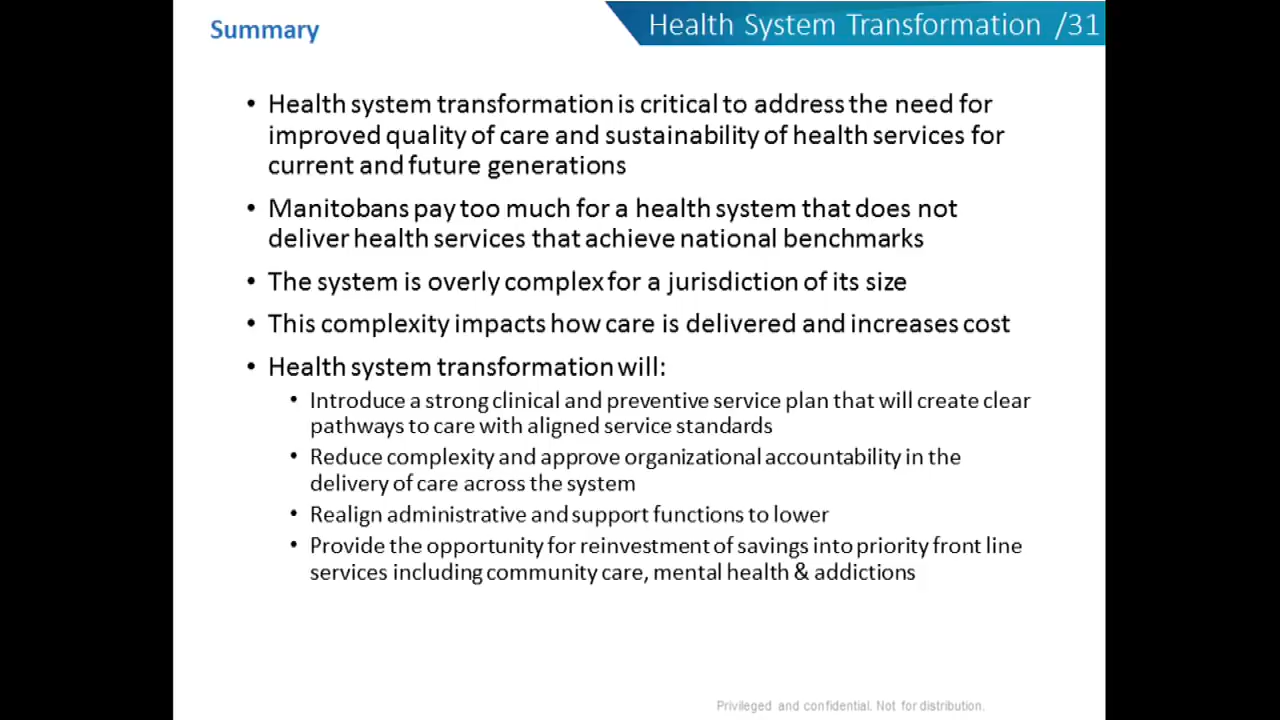 Summary
Health System Transformation /31
• Health system transformation is critical to address the need for
improved quality of care and sustainability of health services for
current and future generations
• Manitobans pay too much for a health system that does not
deliver health services that achieve national benchmarks
• The system is overly complex for a jurisdiction of its size
• This complexity impacts how care is delivered and increases cost
• Health system transformation will:
• Introduce a strong clinical and preventive service plan that will create clear
pathways to care with aligned service standards
• Reduce complexity and approve organizational accountability in the
delivery of care across the system
• Realign administrative and support functions to lower
• Provide the opportunity for reinvestment of savings into priority front line
services including community care, mental health & addictions
Privileged and confidential. Not for distribution.